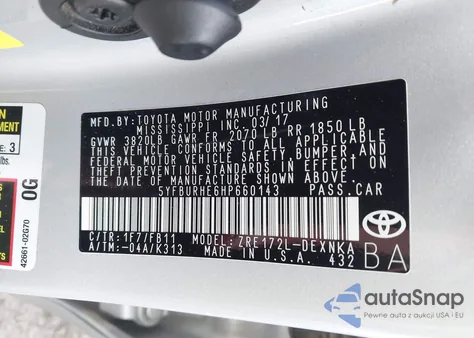 MFD. BY: TOYOTA MOTOR MANUFACTURING
MISSISSIPPI INC. 03/17
GVWR 3820LB GAWR FR 2070 LB RR 1850 LB
THIS VEHICLE CONFORMS TO ALL APPLICABLE
FEDERAL MOTOR VEHICLE SAFETY, BUMPER AND
THEFT PREVENTION STANDARDS IN EFFECT ON THE
DATE OF MANUFACTURE SHOWN ABOVE.
5YFBURHE6HP660143 PASS. CAR
C/TR: 1F7/FB11 MODEL: ZRE172L-DEXNKA
A/TM: -04A/K313 MADE IN U.S.A. 432
BA
3
lbs.
0G
42661-02G70
autoSnap
Pewne auta z aukcji USA i EU